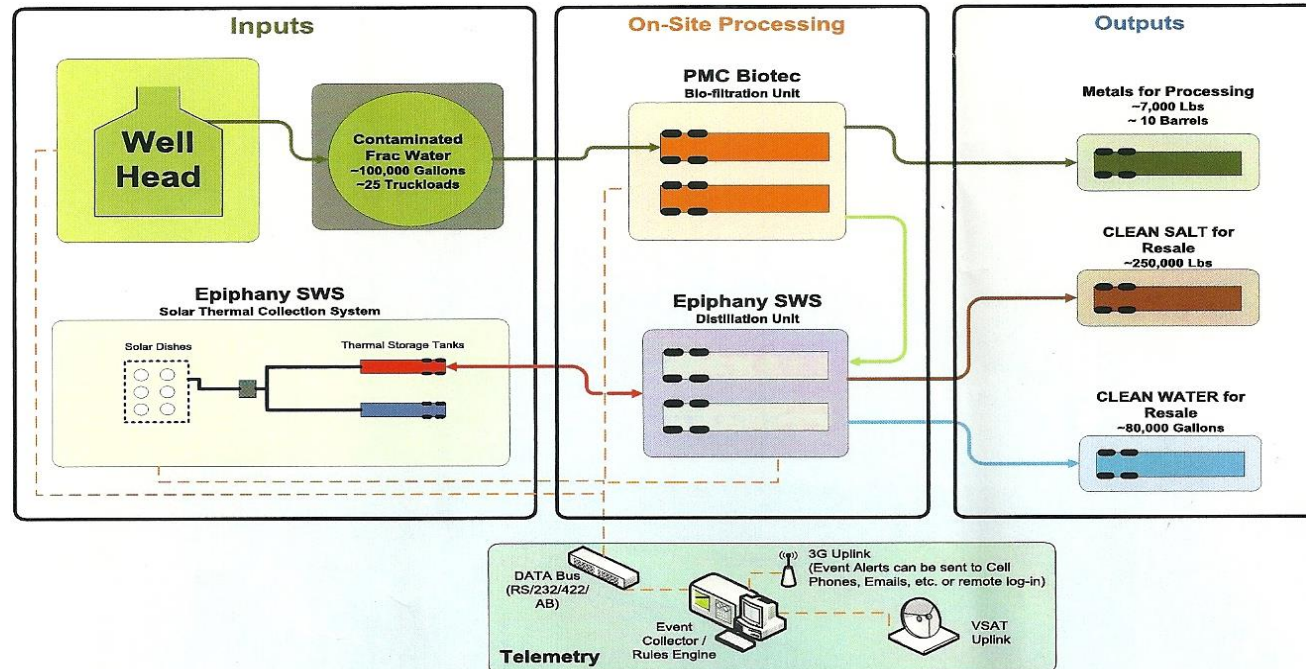 Inputs
On-Site Processing
Outputs
Well
Head
Contaminated
Frac Water
~100,000 Gallons
~25 Truckloads
PMC Biotec
Bio-filtration Unit
Metals for Processing
~7,000 Lbs
~ 10 Barrels
CLEAN SALT for
Resale
~250,000 Lbs
Epiphany SWS
Solar Thermal Collection System
Solar Dishes
Thermal Storage Tanks
Epiphany SWS
Distillation Unit
CLEAN WATER for
Resale
~80,000 Gallons
DATA Bus
(RS/232/422/
AB)
Event
Collector /
Rules Engine
3G Uplink
(Event Alerts can be sent to Cell
Phones, Emails, etc. or remote log-in)
VSAT
Uplink
Telemetry